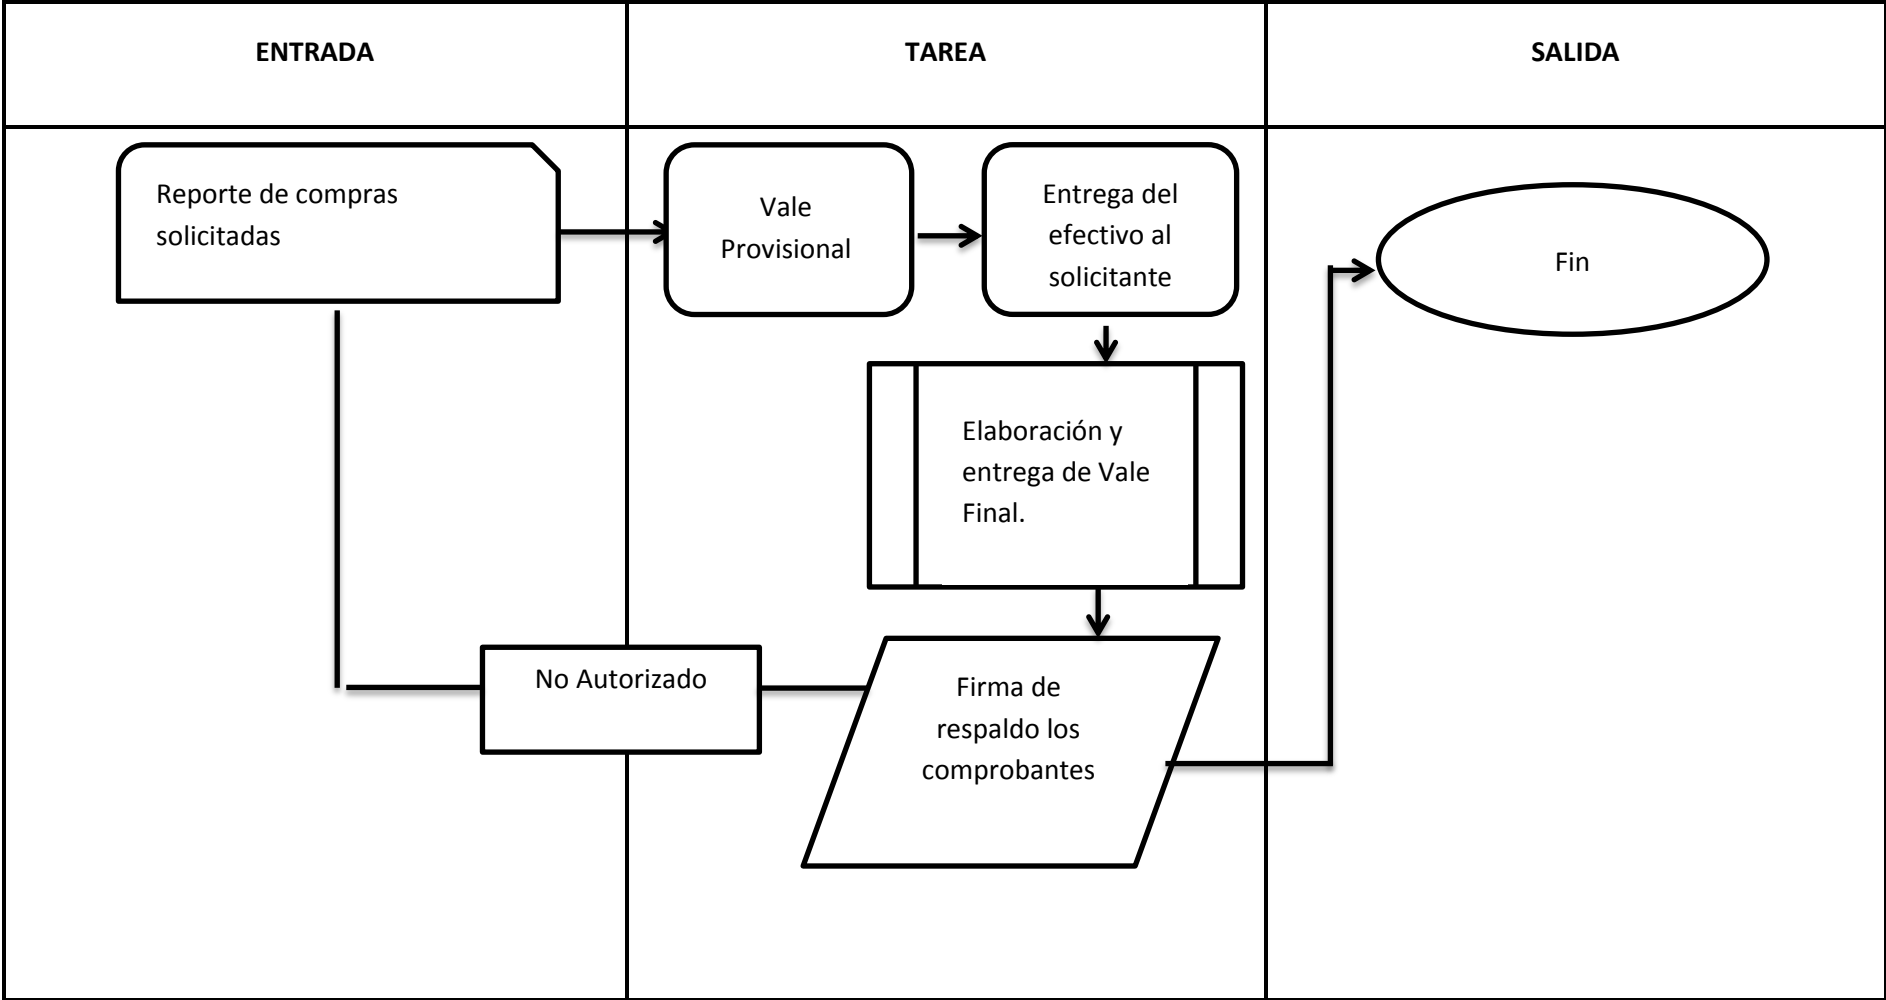 ENTRADA
TAREA
SALIDA
Reporte de compras
solicitadas
Vale
Provisional
Entrega del
efectivo al
solicitante
Fin
Elaboración y
entrega de Vale
Final.
No Autorizado
Firma de
respaldo los
comprobantes